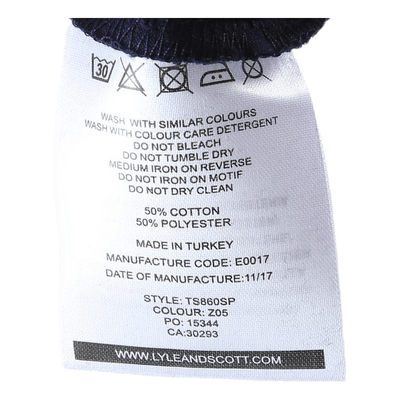 30
WASH WITH SIMILAR COLOURS
WASH WITH COLOUR CARE DETERGENT
DO NOT BLEACH
DO NOT TUMBLE DRY
MEDIUM IRON ON REVERSE
DO NOT IRON ON MOTIF
DO NOT DRY CLEAN
50% COTTON
50% POLYESTER
MADE IN TURKEY
MANUFACTURE CODE: E0017
DATE OF MANUFACTURE:11/17
STYLE: TS860SP
COLOUR: Z05
PO: 15344
CA:30293
WWW.LYLEANDSCOTT.COM